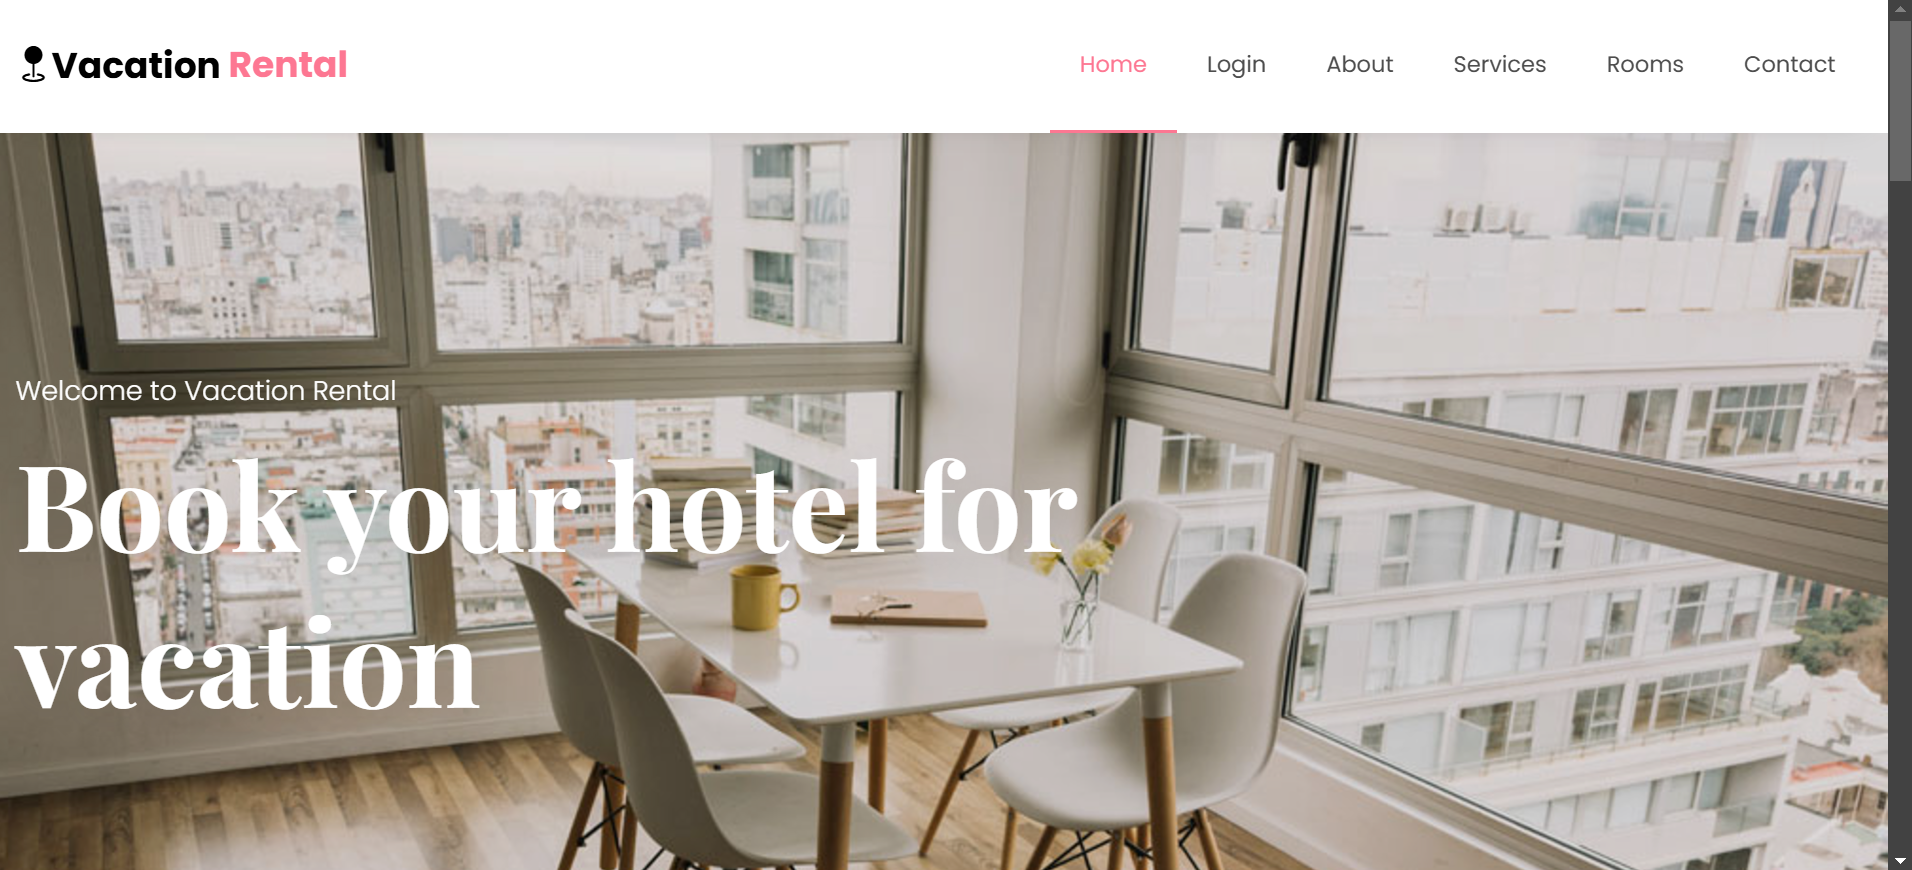 Vacation Rental
Home Login About Services Rooms Contact
Welcome to Vacation Rental
Book your hotel for
vacation